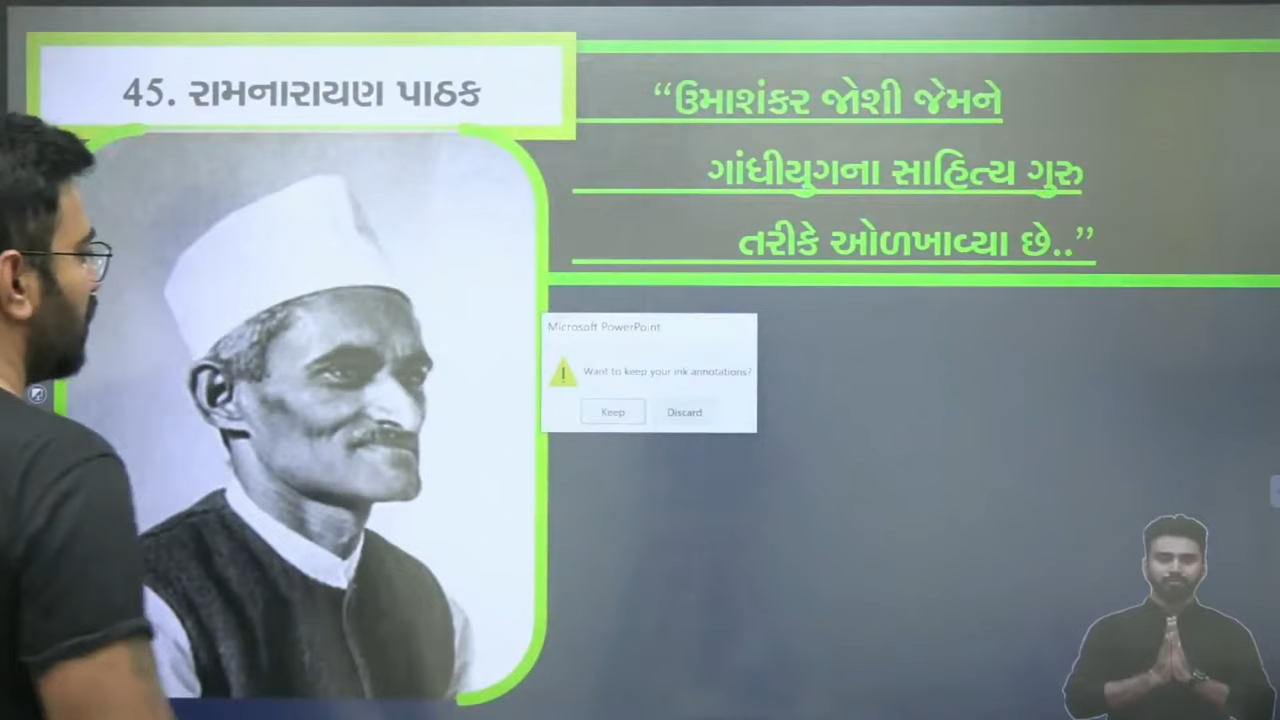 45. રામનારાયણ પાઠક
“ઉમાશંકર જોશી જેમને
ગાંધીયુગના સાહિત્ય ગુરુ
તરીકે ઓળખાવ્યા છે..”
Microsoft PowerPoint
Want to keep your ink annotations?
Keep
Discard